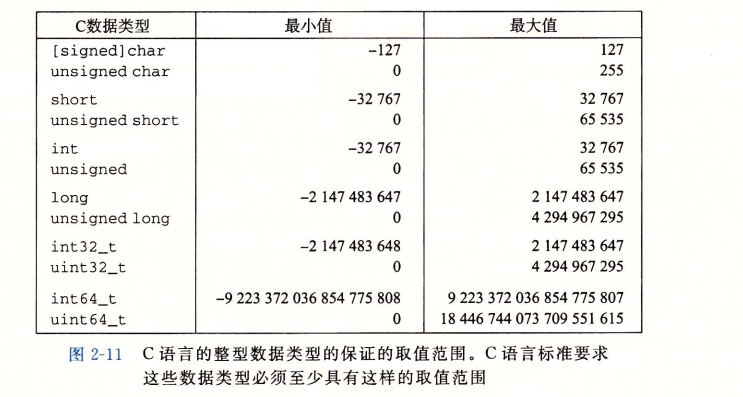 C数据类型 最小值 最大值
[signed]char −127 127
unsigned char 0 255
short −32 767 32 767
unsigned short 0 65 535
int −32 767 32 767
unsigned 0 65 535
long −2 147 483 647 2 147 483 647
unsigned long 0 4 294 967 295
int32_t −2 147 483 648 2 147 483 647
uint32_t 0 4 294 967 295
int64_t −9 223 372 036 854 775 808 9 223 372 036 854 775 807
uint64_t 0 18 446 744 073 709 551 615
图 2-11 C 语言的整型数据类型的保证的取值范围。C 语言标准要求
这些数据类型必须至少具有这样的取值范围